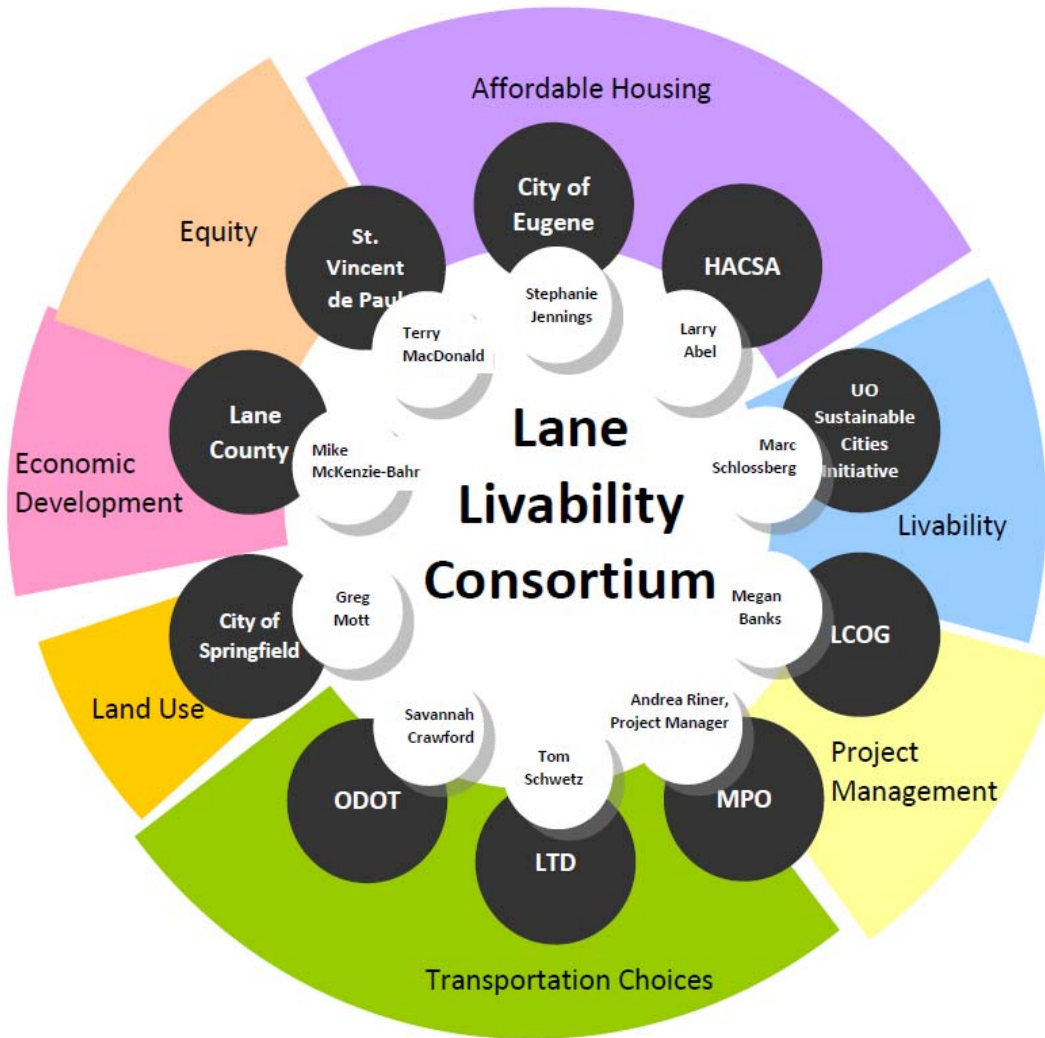 Affordable Housing
City of
Eugene
HACSA
St.
Vincent
de Paul
Equity
Stephanie
Jennings
Larry
Abel
Terry
MacDonald
UO
Sustainable
Cities
Initiative
Marc
Schlossberg
Livability
Lane
County
Mike
McKenzie-Bahr
Economic
Development
Lane
Livability
Consortium
Megan
Banks
LCOG
Greg
Mott
City of
Springfield
Land Use
Andrea Riner,
Project Manager
Savannah
Crawford
Tom
Schwetz
Project
Management
MPO
ODOT
LTD
Transportation Choices